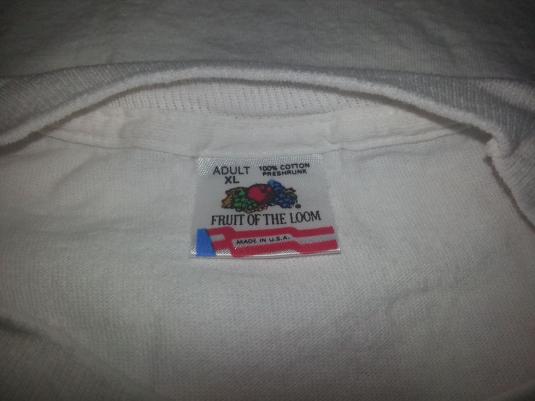 ADULT 100% COTTON
XL PRESHRUNK
FRUIT OF THE LOOM
®
MADE IN U.S.A.